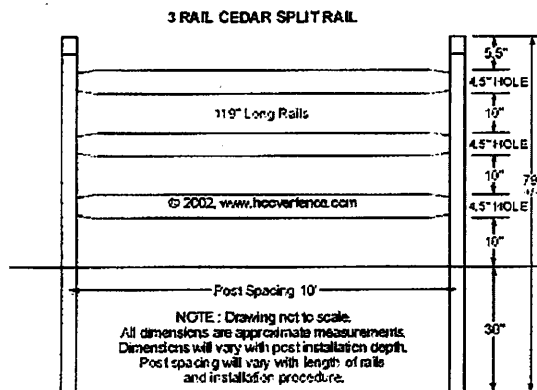 3 RAIL CEDAR SPLIT RAIL
5.5"
4.5" HOLE
119" Long Rails
10"
4.5" HOLE
10"
79
© 2002, www.hooverfence.com
4.5" HOLE
10"
Post Spacing 10'
NOTE : Drawing not to scale.
All dimensions are approximate measurements.
Dimensions will vary with post installation depth.
Post spacing will vary with length of rails
and installation procedure.
30"